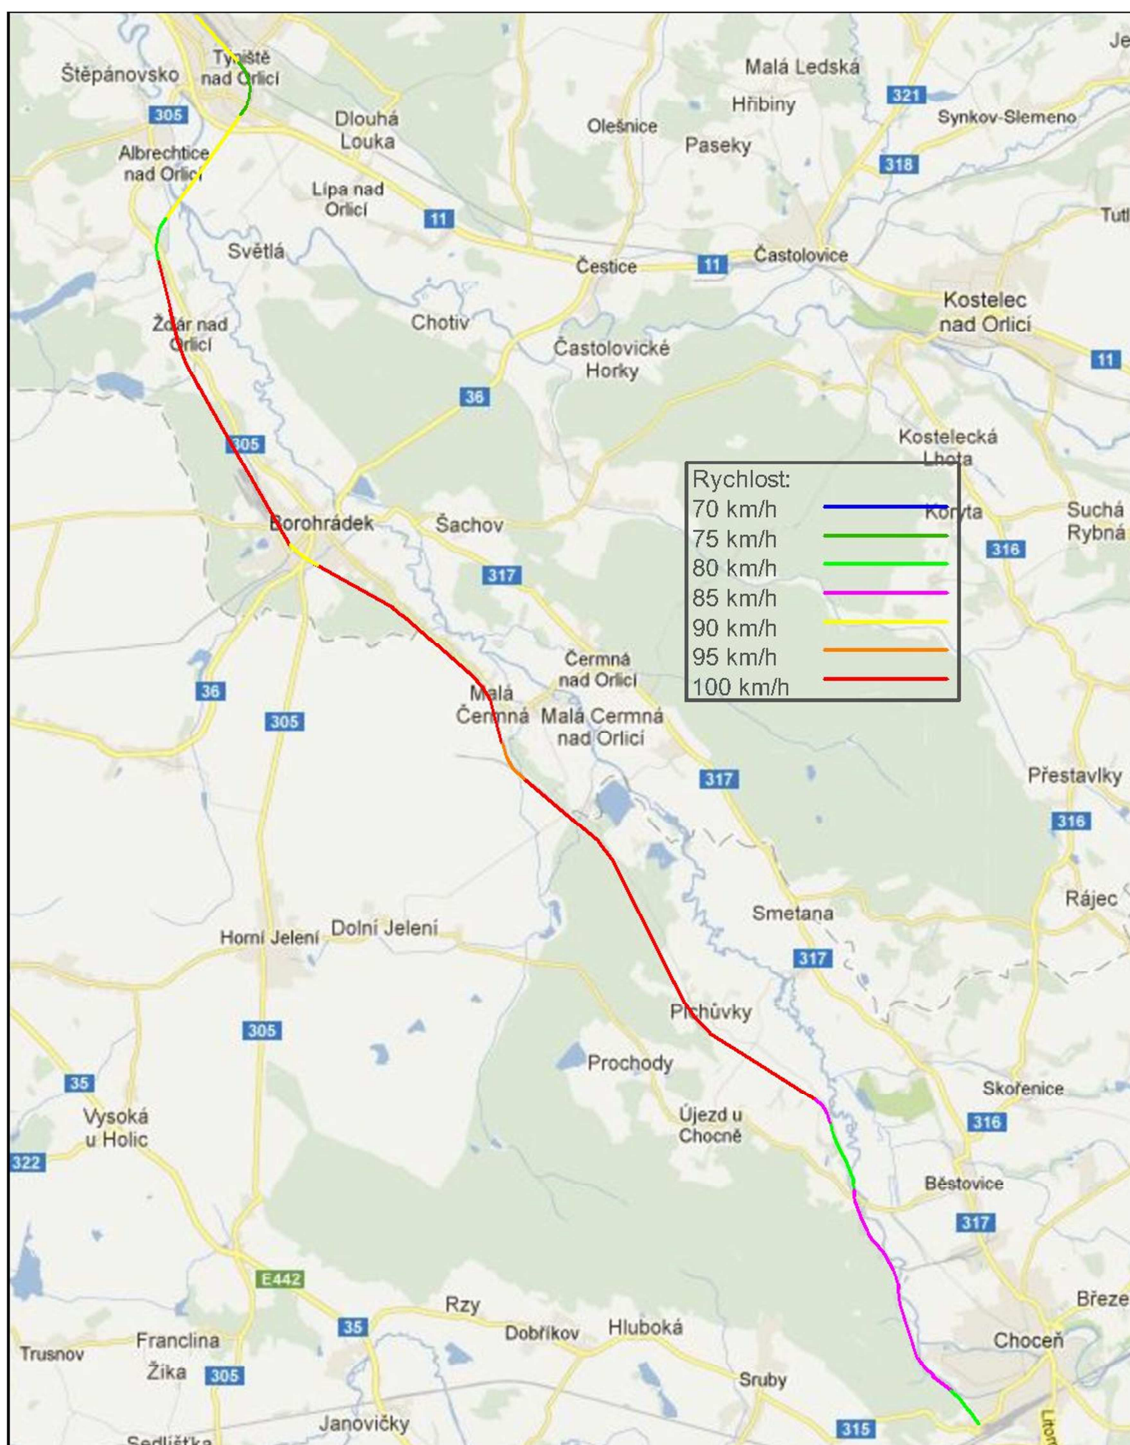 Je
Týniště
nad Orlicí
Štěpánovsko
Malá Ledská
321
Hřibiny
305
Dlouhá
Louka
Olešnice
Synkov-Slemeno
Paseky
Albrechtice
nad Orlicí
318
Lípa nad
Orlicí
11
Tutl
Světlá
Čestice
11
Častolovice
Kostelec
nad Orlicí
Žďár nad
Orlicí
Chotiv
Častolovické
Horky
11
36
305
Kostelecká
Lhota
Rychlost:
70 km/h
75 km/h
80 km/h
85 km/h
90 km/h
95 km/h
100 km/h
Koryta
Suchá
Rybná
Borohrádek
Šachov
316
317
Čermná
nad Orlicí
36
305
Malá
Čermná
Malá Čermná
nad Orlicí
317
Přestavlky
316
Rájec
Smetana
Horní Jelení
Dolní Jelení
317
Plchůvky
305
Prochody
35
Skořenice
Vysoká
u Holic
Újezd u
Chocně
316
322
Běstovice
317
E442
Rzy
Březe
35
Dobříkov
Hluboká
Choceň
Franclina
Trusnov
Žika
305
Sruby
Janovičky
315
Sedlíšťka